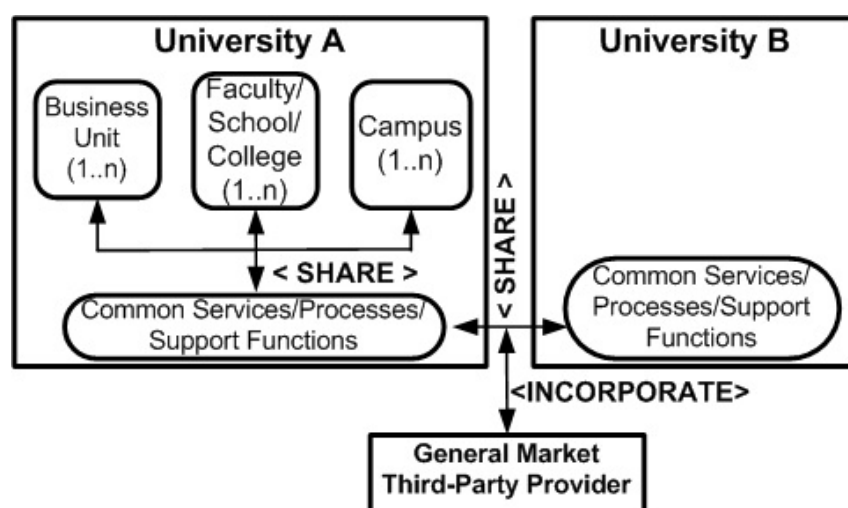 University A
Business
Unit
(1..n)
Faculty/
School/
College
(1..n)
Campus
(1..n)
< SHARE >
Common Services/Processes/
Support Functions
< SHARE >
University B
Common Services/
Processes/Support
Functions
<INCORPORATE>
General Market
Third-Party Provider